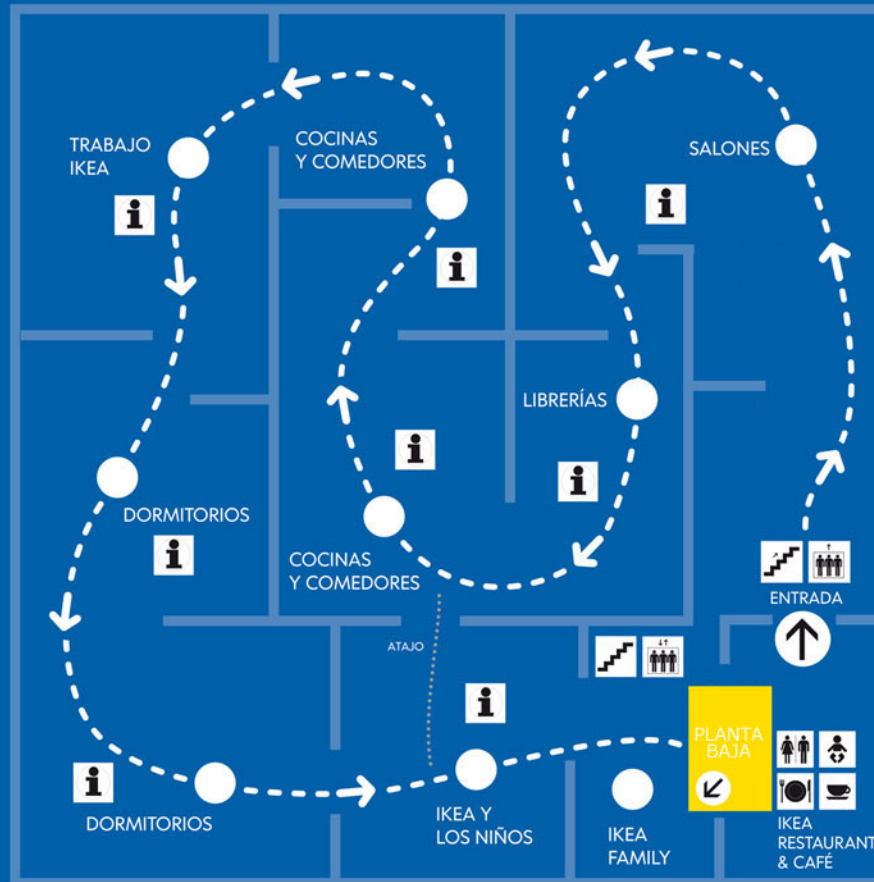 TRABAJO
IKEA
COCINAS
Y COMEDORES
SALONES
LIBRERÍAS
DORMITORIOS
COCINAS
Y COMEDORES
ENTRADA
ATAJO
PLANTA
BAJA
DORMITORIOS
IKEA Y
LOS NIÑOS
IKEA
FAMILY
IKEA
RESTAURANT
& CAFÉ